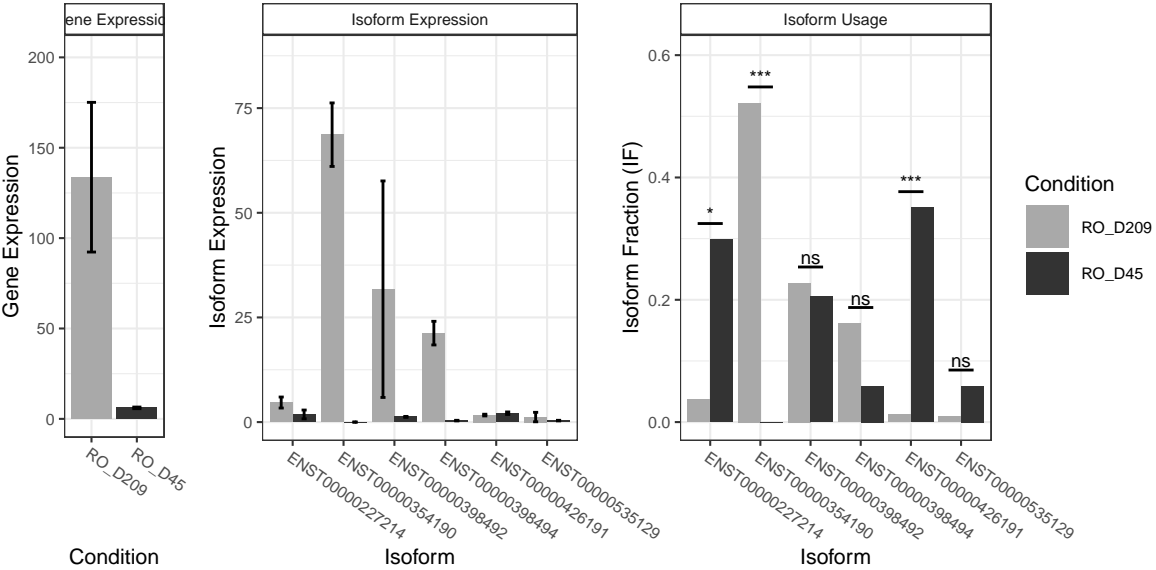 ene Expressio
Gene Expression
200
150
100
50
0
RO_D209
RO_D45
Condition
Isoform Expression
Isoform Expression
75
50
25
0
ENST00000227214
ENST00000354190
ENST00000398492
ENST00000398494
ENST00000426191
ENST00000535129
Isoform
Isoform Usage
Isoform Fraction (IF)
0.6
0.4
0.2
0.0
*
***
ns
ns
***
ns
ENST00000227214
ENST00000354190
ENST00000398492
ENST00000398494
ENST00000426191
ENST00000535129
Isoform
Condition
RO_D209
RO_D45